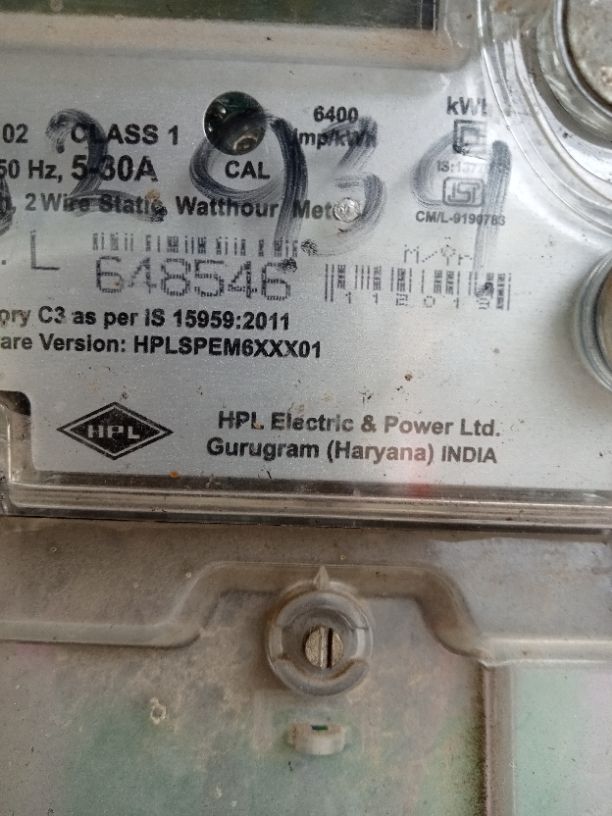 6400 kWh
02 CLASS 1 Imp/kWh
50 Hz, 5-30A CAL
2939
2 Wire Static Watthour Meter
CM/L-9190783
L 648546 M/Yr
ory C3 as per IS 15959:2011
are Version: HPLSPEM6XXX01
HPL HPL Electric & Power Ltd.
Gurugram (Haryana) INDIA